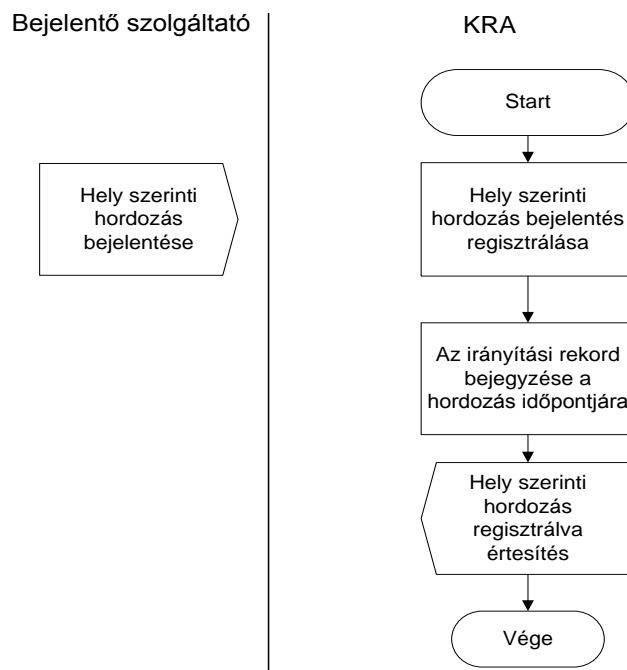 Bejelentő szolgáltató
KRA
Start
Hely szerinti
hordozás
bejelentése
Hely szerinti
hordozás bejelentés
regisztrálása
Az irányítási rekord
bejegyzése a
hordozás időpontjára
Hely szerinti
hordozás
regisztrálva
értesítés
Vége